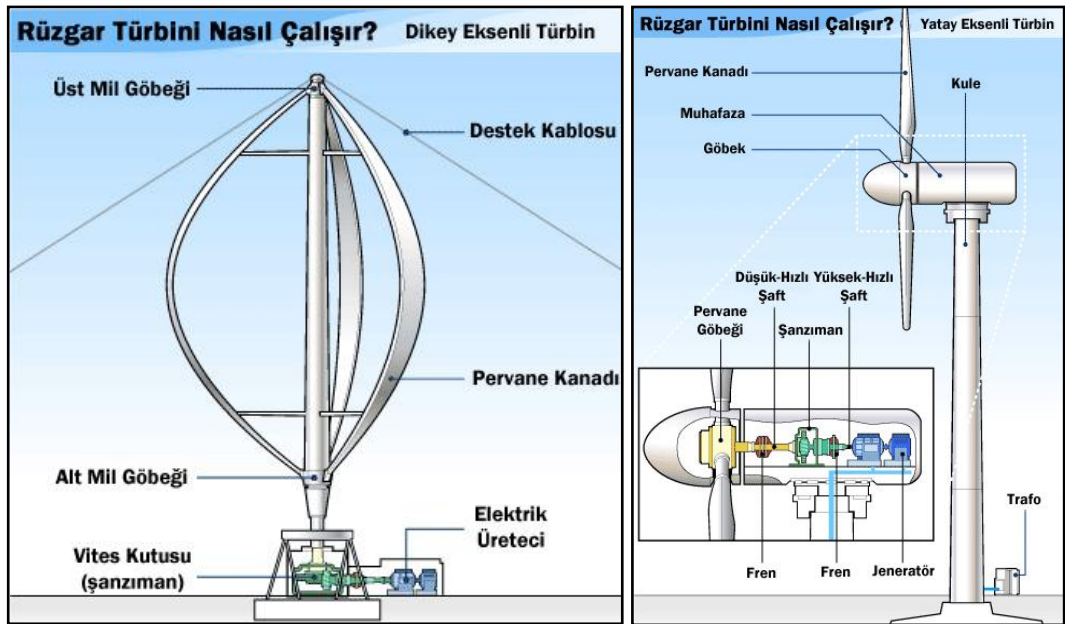 Rüzgar Türbini Nasıl Çalışır? Dikey Eksenli Türbin
Üst Mil Göbeği
Destek Kablosu
Pervane Kanadı
Alt Mil Göbeği
Elektrik
Üreteci
Vites Kutusu
(şanzıman)
Rüzgar Türbini Nasıl Çalışır? Yatay Eksenli Türbin
Pervane Kanadı
Kule
Muhafaza
Göbek
Düşük-Hızlı
Şaft
Yüksek-Hızlı
Şaft
Pervane
Göbeği
Şanzıman
Trafo
Fren
Fren
Jeneratör